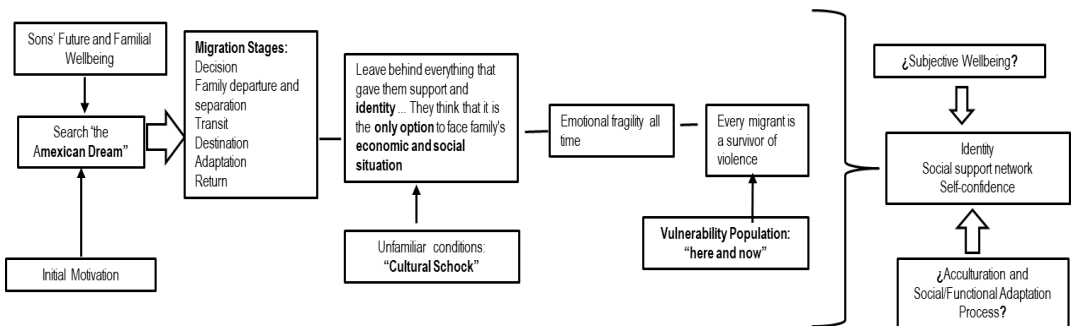 Sons' Future and Familial
Wellbeing
Search "the
Amexican Dream"
Initial Motivation
Migration Stages:
Decision
Family departure and
separation
Transit
Destination
Adaptation
Return
Leave behind everything that
gave them support and
identity ... They think that it is
the only option to face family's
economic and social
situation
Unfamiliar conditions:
"Cultural Schock"
Emotional fragility all
time
Every migrant is
a survivor of
violence
Vulnerability Population:
"here and now"
¿Subjective Wellbeing?
Identity
Social support network
Self-confidence
¿Acculturation and
Social/Functional Adaptation
Process?